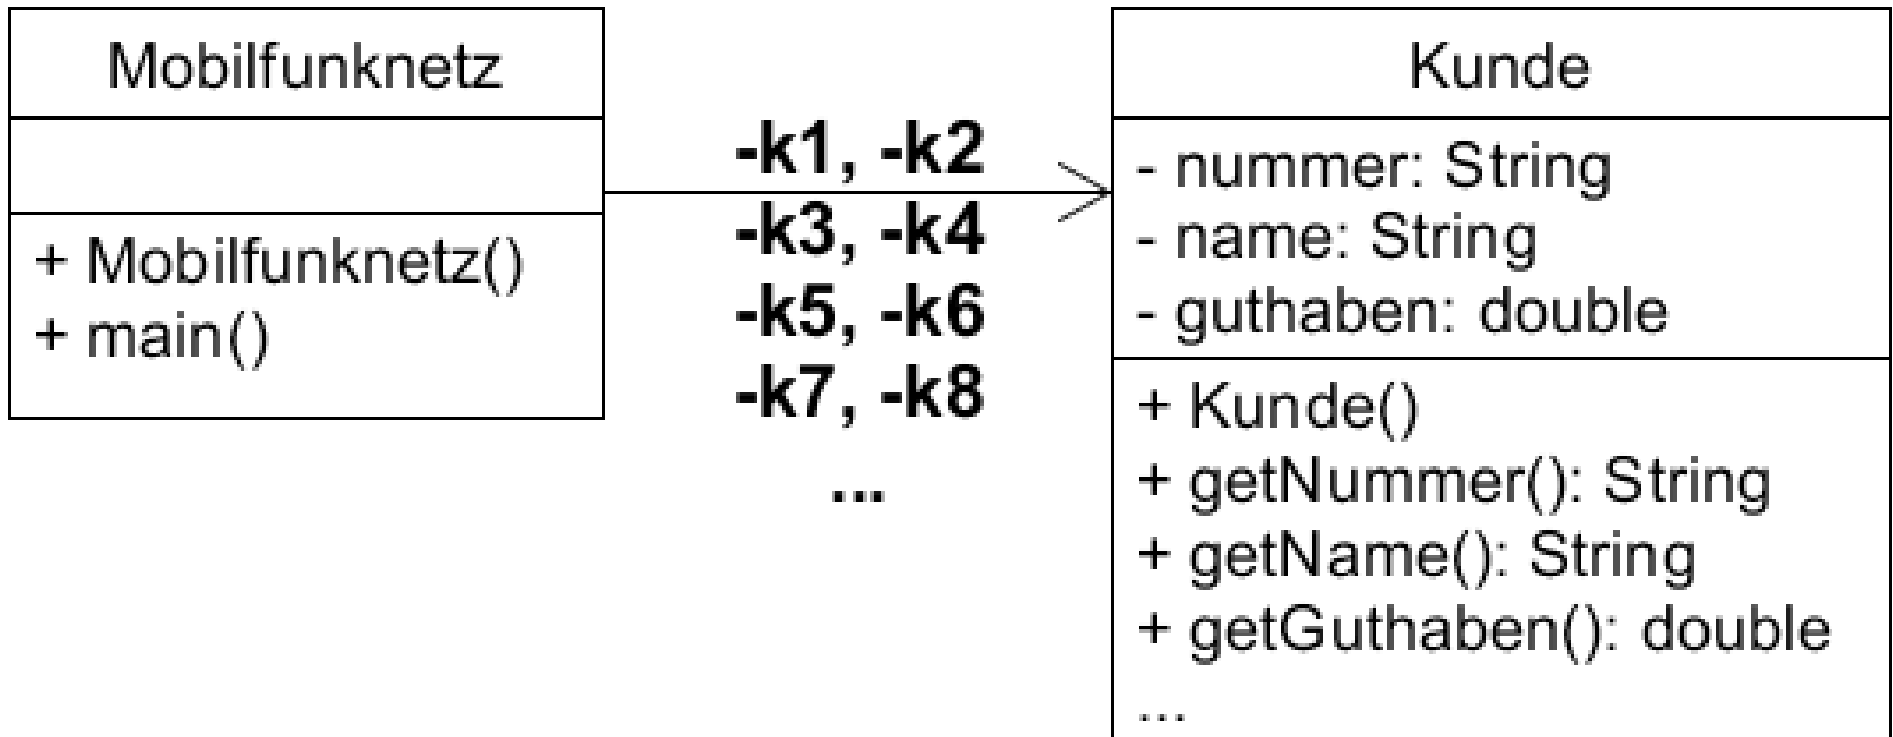 Mobilfunknetz
+ Mobilfunknetz()
+ main()
-k1, -k2
-k3, -k4
-k5, -k6
-k7, -k8
...
Kunde
- nummer: String
- name: String
- guthaben: double
+ Kunde()
+ getNummer(): String
+ getName(): String
+ getGuthaben(): double
...